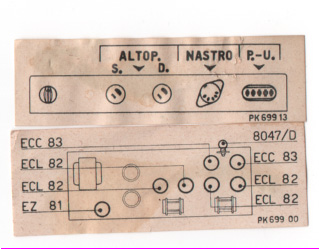 ALTOP. NASTRO P.-U.
S. D.
PK 699 13
8047/D
ECC 83 ECC 83
ECL 82
ECL 82 ECL 82
EZ 81 ECL 82
PK 699 00